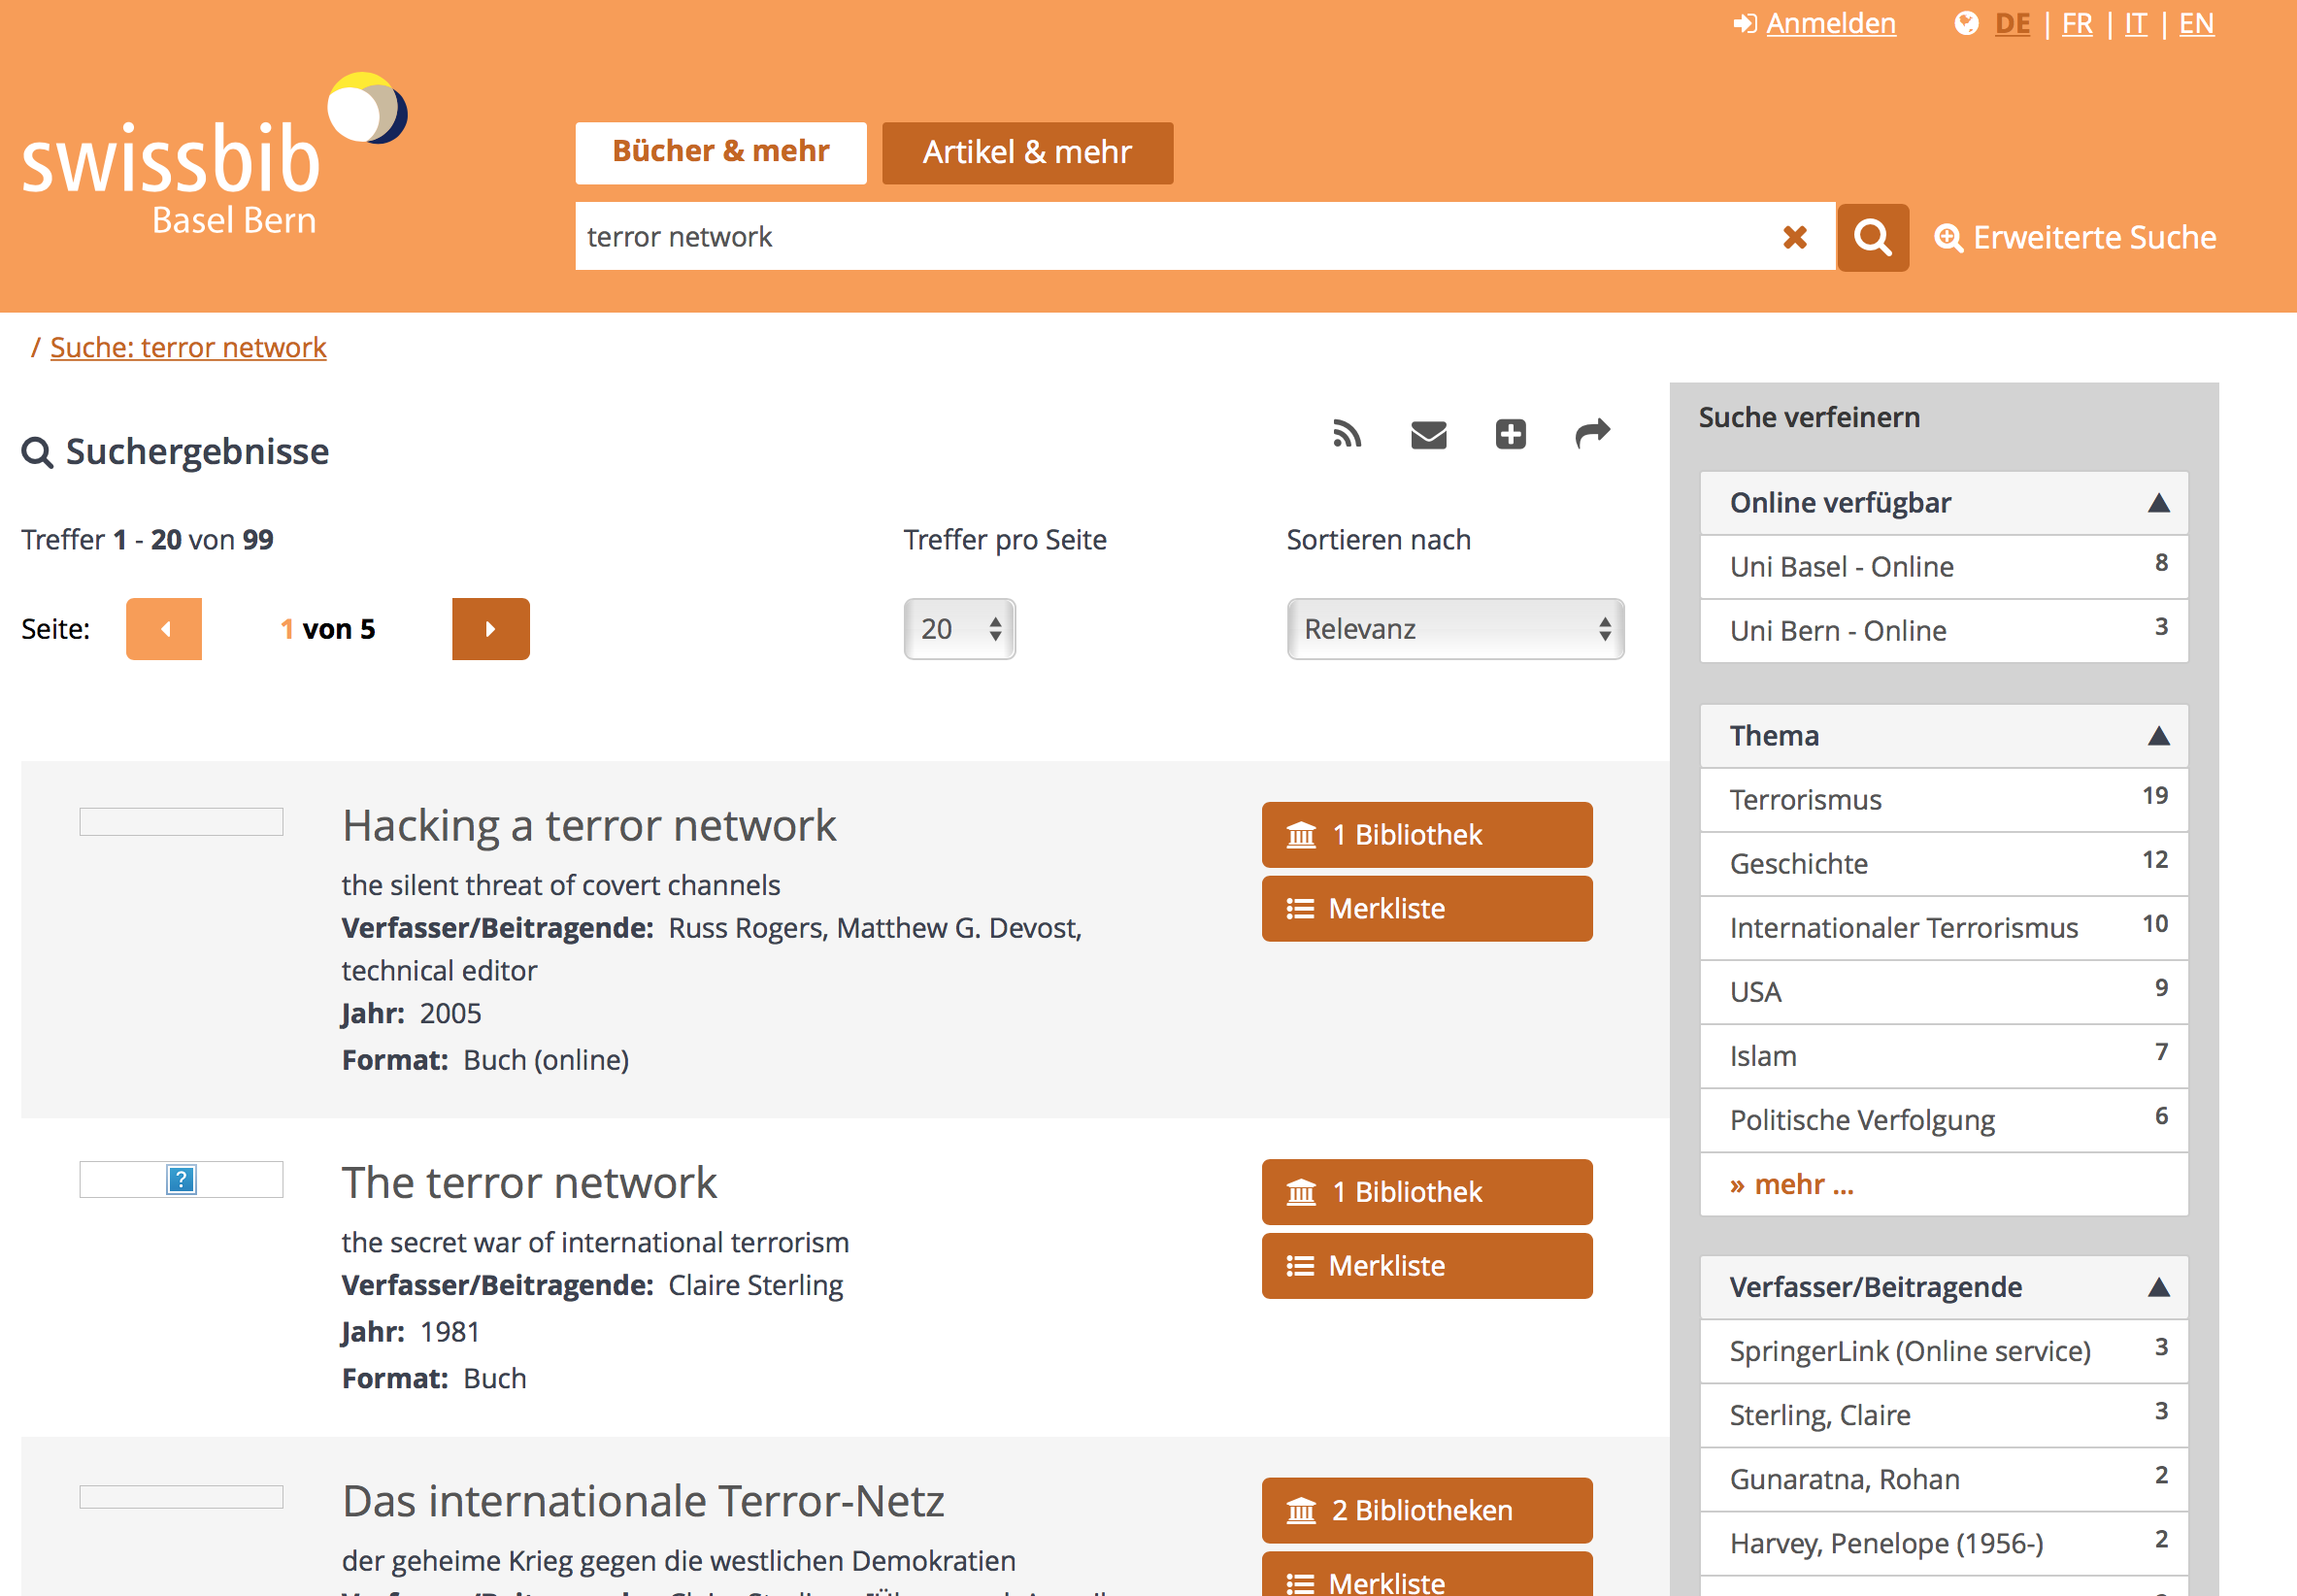 Anmelden DE | FR | IT | EN
swissbib
Basel Bern
Bücher & mehr Artikel & mehr
terror network
Erweiterte Suche
/ Suche: terror network
Suchergebnisse
Treffer 1 - 20 von 99
Treffer pro Seite
Sortieren nach
Seite: 1 von 5
20
Relevanz
Hacking a terror network
the silent threat of covert channels
Verfasser/Beitragende: Russ Rogers, Matthew G. Devost,
technical editor
Jahr: 2005
Format: Buch (online)
1 Bibliothek
Merkliste
The terror network
the secret war of international terrorism
Verfasser/Beitragende: Claire Sterling
Jahr: 1981
Format: Buch
1 Bibliothek
Merkliste
Das internationale Terror-Netz
der geheime Krieg gegen die westlichen Demokratien
2 Bibliotheken
Merkliste
Suche verfeinern
Online verfügbar
Uni Basel - Online 8
Uni Bern - Online 3
Thema
Terrorismus 19
Geschichte 12
Internationaler Terrorismus 10
USA 9
Islam 7
Politische Verfolgung 6
» mehr ...
Verfasser/Beitragende
SpringerLink (Online service) 3
Sterling, Claire 3
Gunaratna, Rohan 2
Harvey, Penelope (1956-) 2